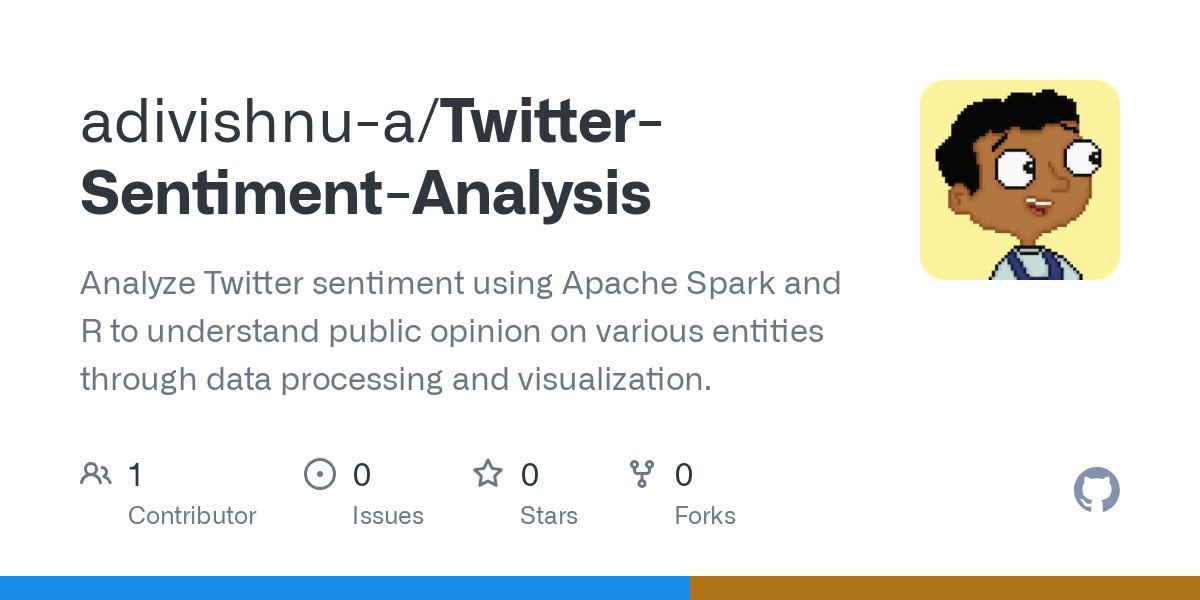 adivishnu-a/Twitter-
Sentiment-Analysis
Analyze Twitter sentiment using Apache Spark and
R to understand public opinion on various entities
through data processing and visualization.
1 0 0 0
Contributor Issues Stars Forks